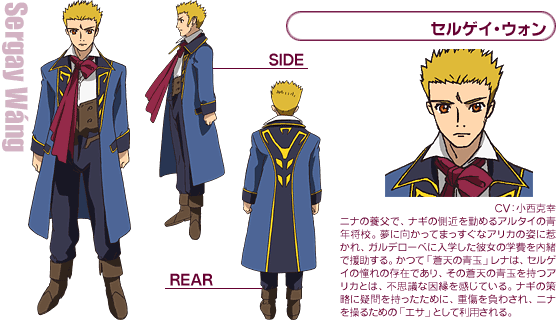 Sergay Wáng
セルゲイ・ウォン
SIDE
REAR
CV：小西克幸
ニナの養父で、ナギの側近を勤めるアルタイの青
年将校。夢に向かってまっすぐなアリカの姿に惹
かれ、ガルデローベに入学した彼女の学費を内緒
で援助する。かつて「蒼天の青玉」レナは、セルゲ
イの憧れの存在であり、その蒼天の青玉を持つア
リカとは、不思議な因縁を感じている。ナギの策
略に疑問を持ったために、重傷を負わされ、ニナ
を操るための「エサ」として利用される。